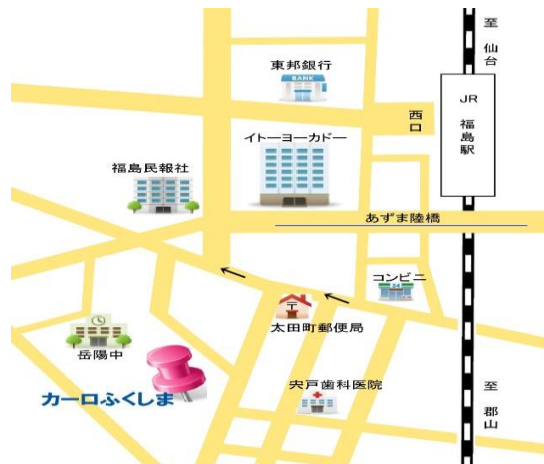 至 仙台
東邦銀行
BANK
JR 福島駅
西口
イトーヨーカドー
福島民報社
あずま陸橋
コンビニ
24
〒
太田町郵便局
岳陽中
宍戸歯科医院
カーロふくしま
至 郡山